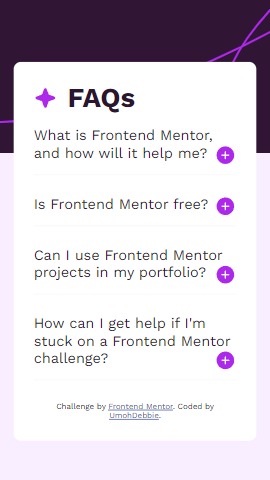 FAQs
What is Frontend Mentor,
and how will it help me?
Is Frontend Mentor free?
Can I use Frontend Mentor
projects in my portfolio?
How can I get help if I'm
stuck on a Frontend Mentor
challenge?
Challenge by Frontend Mentor. Coded by
UmohDebbie.